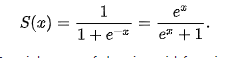 S(x) = 1 / (1 + e^{-x}) = e^x / (e^x + 1).